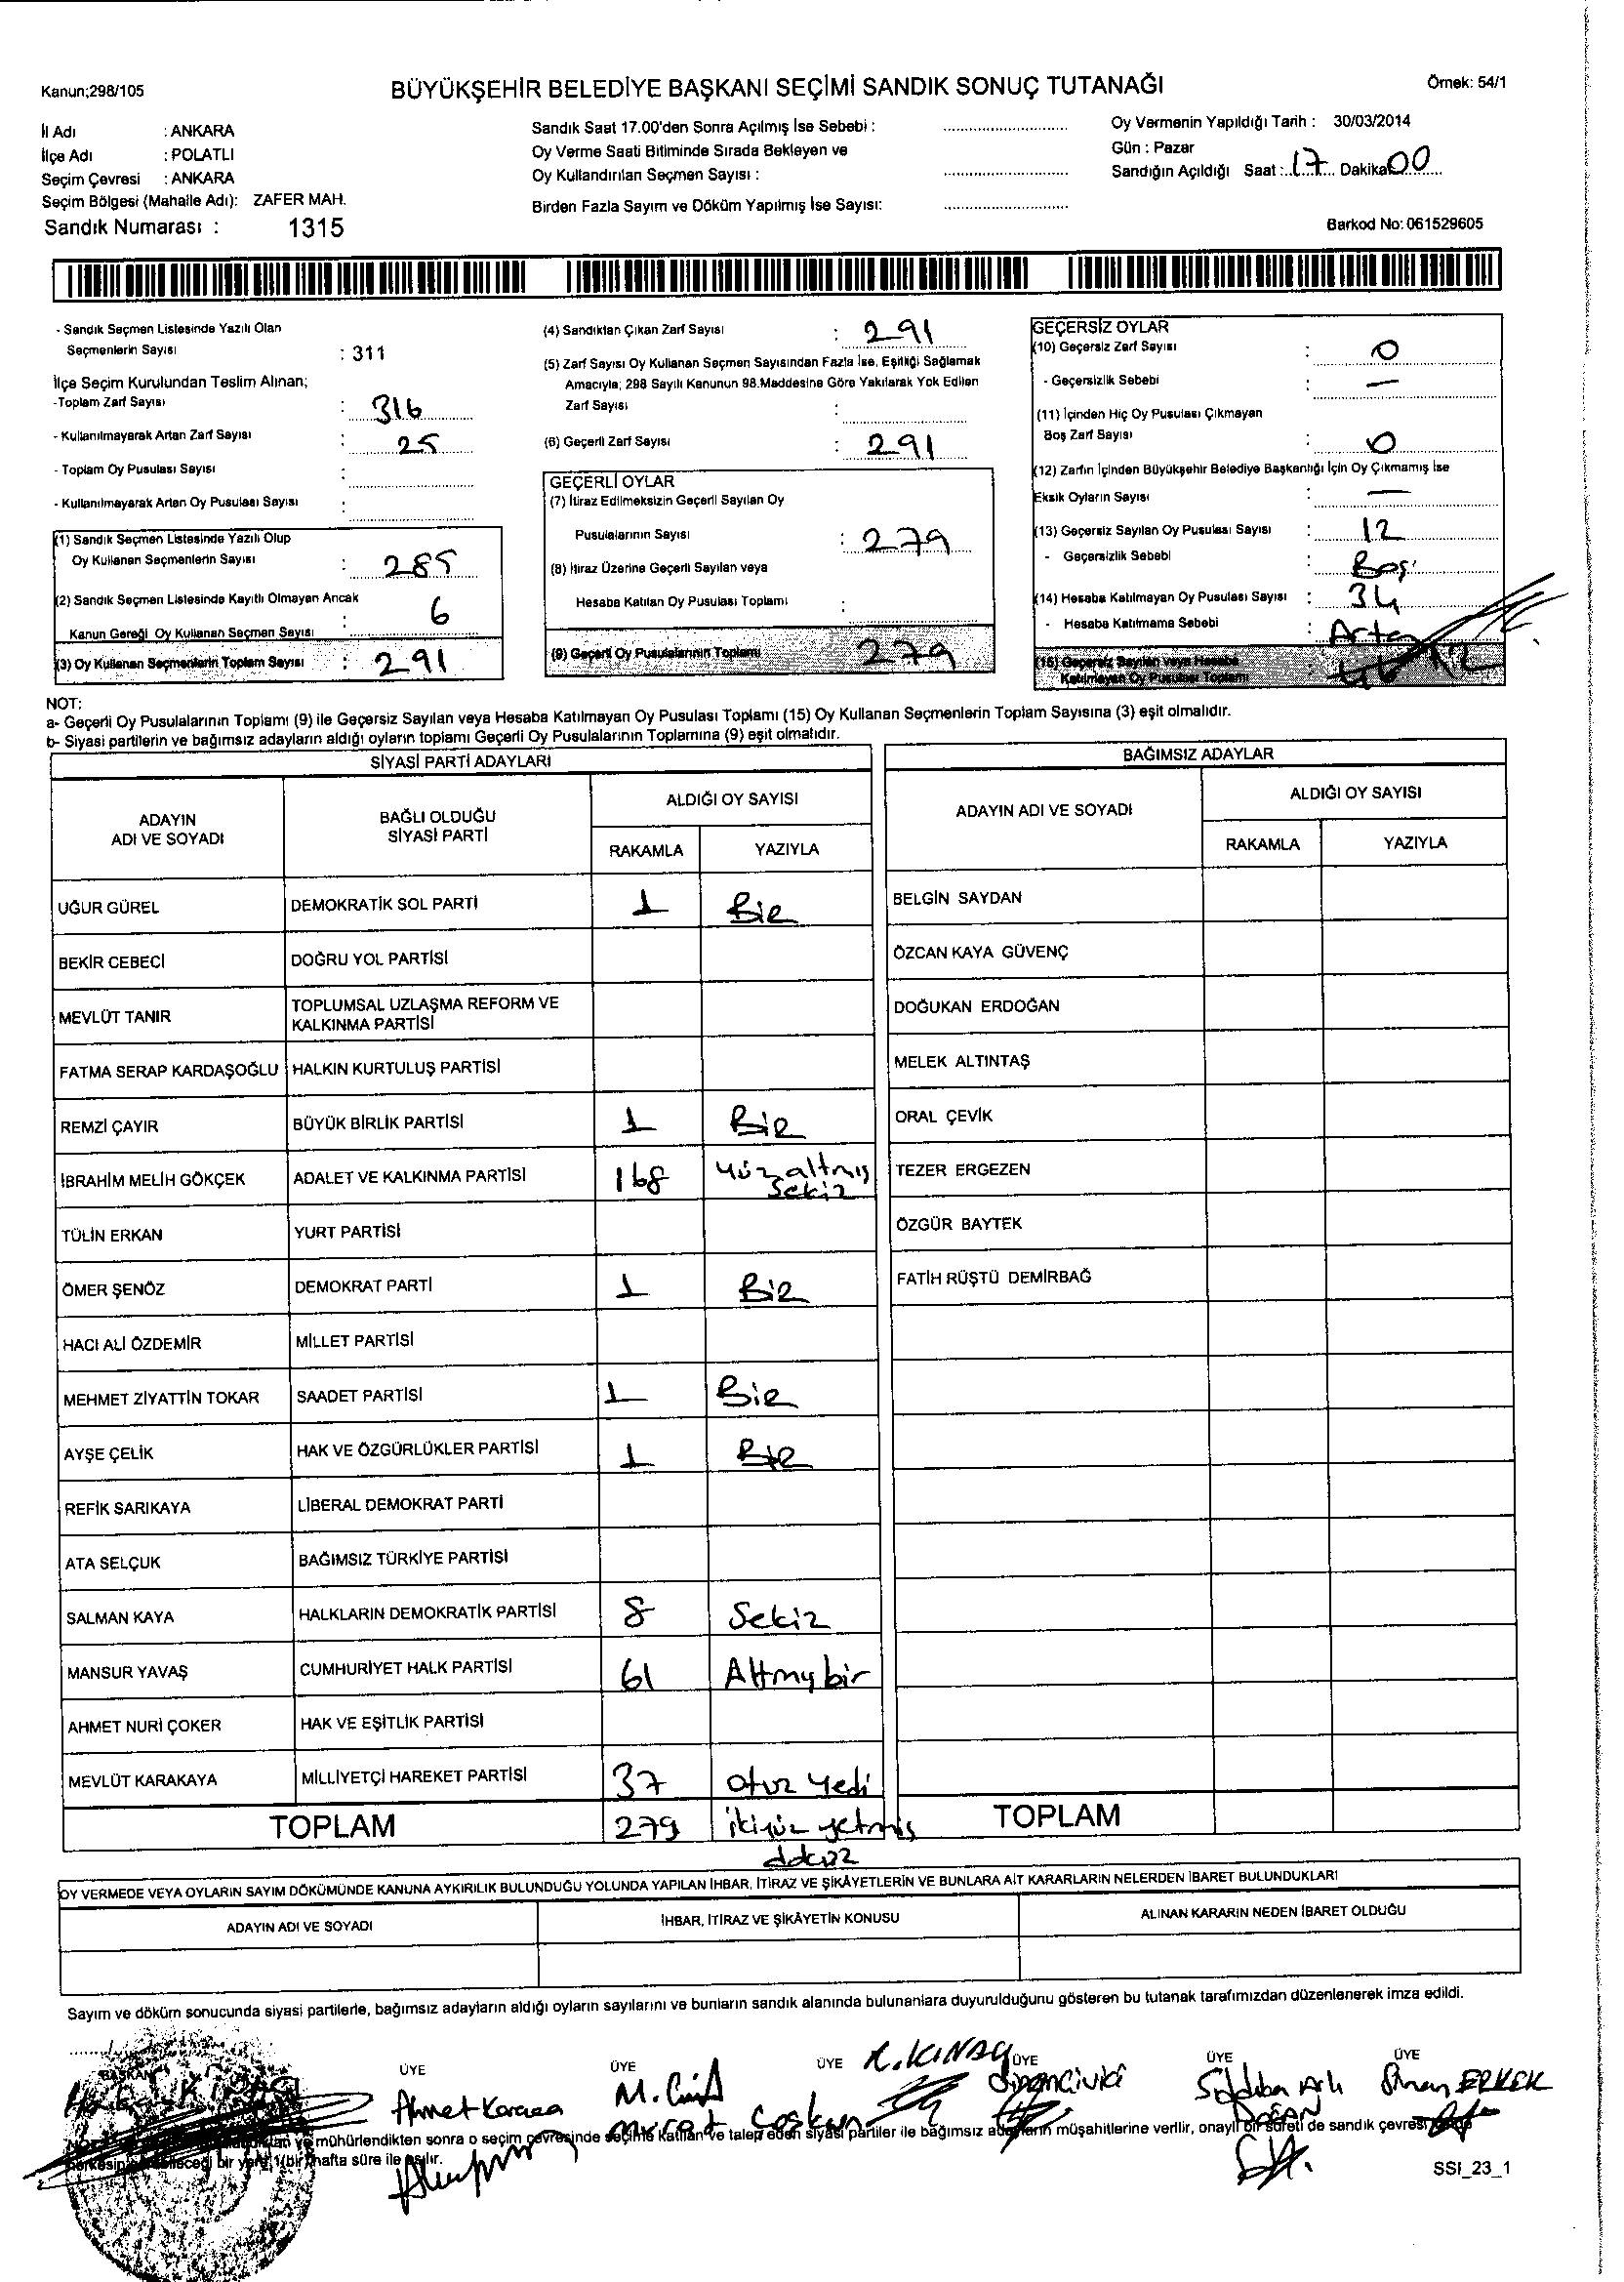 Kanun;298/105
BÜYÜKŞEHİR BELEDİYE BAŞKANI SEÇİMİ SANDIK SONUÇ TUTANAĞI
Örnek: 54/1
İl Adı : ANKARA
İlçe Adı : POLATLI
Seçim Çevresi : ANKARA
Seçim Bölgesi (Mahalle Adı): ZAFER MAH.
Sandık Numarası : 1315
Sandık Saat 17.00'den Sonra Açılmış İse Sebebi :
Oy Verme Saati Bitiminde Sırada Bekleyen ve
Oy Kullandırılan Seçmen Sayısı :
Birden Fazla Sayım ve Döküm Yapılmış İse Sayısı:
Oy Vermenin Yapıldığı Tarih : 30/03/2014
Gün : Pazar
Sandığın Açıldığı Saat : 17 Dakika 00
Barkod No: 061529605
- Sandık Seçmen Listesinde Yazılı Olan
Seçmenlerin Sayısı : 311
İlçe Seçim Kurulundan Teslim Alınan;
-Toplam Zarf Sayısı : 316
- Kullanılmayarak Artan Zarf Sayısı : 25
- Toplam Oy Pusulası Sayısı :
- Kullanılmayarak Artan Oy Pusulası Sayısı :
(1) Sandık Seçmen Listesinde Yazılı Olup
Oy Kullanan Seçmenlerin Sayısı : 285
(2) Sandık Seçmen Listesinde Kayıtlı Olmayan Ancak
Kanun Gereği Oy Kullanan Seçmen Sayısı : 6
(3) Oy Kullanan Seçmenlerin Toplam Sayısı : 291
(4) Sandıktan Çıkan Zarf Sayısı : 291
(5) Zarf Sayısı Oy Kullanan Seçmen Sayısından Fazla İse, Eşitliği Sağlamak
Amacıyla; 298 Sayılı Kanunun 98.Maddesine Göre Yakılarak Yok Edilen
Zarf Sayısı :
(6) Geçerli Zarf Sayısı : 291
GEÇERLİ OYLAR
(7) İtiraz Edilmeksizin Geçerli Sayılan Oy
Pusulalarının Sayısı : 279
(8) İtiraz Üzerine Geçerli Sayılan veya
Hesaba Katılan Oy Pusulası Toplamı :
(9) Geçerli Oy Pusulalarının Toplamı 279
GEÇERSİZ OYLAR
(10) Geçersiz Zarf Sayısı : 0
- Geçersizlik Sebebi : —
(11) İçinden Hiç Oy Pusulası Çıkmayan
Boş Zarf Sayısı : 0
(12) Zarfın İçinden Büyükşehir Belediye Başkanlığı İçin Oy Çıkmamış İse
Eksik Oyların Sayısı : —
(13) Geçersiz Sayılan Oy Pusulası Sayısı : 12
- Geçersizlik Sebebi : Boş
(14) Hesaba Katılmayan Oy Pusulası Sayısı : 34
- Hesaba Katılmama Sebebi : Artan
(15) Geçersiz Sayılan veya Hesaba
Katılmayan Oy Pusulası Toplamı : 46 12
NOT:
a- Geçerli Oy Pusulalarının Toplamı (9) ile Geçersiz Sayılan veya Hesaba Katılmayan Oy Pusulası Toplamı (15) Oy Kullanan Seçmenlerin Toplam Sayısına (3) eşit olmalıdır.
b- Siyasi partilerin ve bağımsız adayların aldığı oyların toplamı Geçerli Oy Pusulalarının Toplamına (9) eşit olmalıdır.
SİYASİ PARTİ ADAYLARI
ADAYIN ADI VE SOYADI
BAĞLI OLDUĞU SİYASİ PARTİ
ALDIĞI OY SAYISI
RAKAMLA YAZIYLA
UĞUR GÜREL DEMOKRATİK SOL PARTİ 1 Bir
BEKİR CEBECİ DOĞRU YOL PARTİSİ
MEVLÜT TANIR TOPLUMSAL UZLAŞMA REFORM VE
KALKINMA PARTİSİ
FATMA SERAP KARDAŞOĞLU HALKIN KURTULUŞ PARTİSİ
REMZİ ÇAYIR BÜYÜK BİRLİK PARTİSİ 1 Bir
İBRAHİM MELİH GÖKÇEK ADALET VE KALKINMA PARTİSİ 168 Yüzaltmış
Sekiz
TÜLİN ERKAN YURT PARTİSİ
ÖMER ŞENÖZ DEMOKRAT PARTİ 1 Bir
HACI ALİ ÖZDEMİR MİLLET PARTİSİ
MEHMET ZİYATTİN TOKAR SAADET PARTİSİ 1 Bir
AYŞE ÇELİK HAK VE ÖZGÜRLÜKLER PARTİSİ 1 Bir
REFİK SARIKAYA LİBERAL DEMOKRAT PARTİ
ATA SELÇUK BAĞIMSIZ TÜRKİYE PARTİSİ
SALMAN KAYA HALKLARIN DEMOKRATİK PARTİSİ 8 Sekiz
MANSUR YAVAŞ CUMHURİYET HALK PARTİSİ 61 Altmışbir
AHMET NURİ ÇOKER HAK VE EŞİTLİK PARTİSİ
MEVLÜT KARAKAYA MİLLİYETÇİ HAREKET PARTİSİ 37 Otuz Yedi
TOPLAM 279 ikiyüz yetmiş
dokuz
BAĞIMSIZ ADAYLAR
ADAYIN ADI VE SOYADI
ALDIĞI OY SAYISI
RAKAMLA YAZIYLA
BELGİN SAYDAN
ÖZCAN KAYA GÜVENÇ
DOĞUKAN ERDOĞAN
MELEK ALTINTAŞ
ORAL ÇEVİK
TEZER ERGEZEN
ÖZGÜR BAYTEK
FATİH RÜŞTÜ DEMİRBAĞ
TOPLAM
OY VERMEDE VEYA OYLARIN SAYIM DÖKÜMÜNDE KANUNA AYKIRILIK BULUNDUĞU YOLUNDA YAPILAN İHBAR, İTİRAZ VE ŞİKÂYETLERİN VE BUNLARA AİT KARARLARIN NELERDEN İBARET BULUNDUKLARI
ADAYIN ADI VE SOYADI
İHBAR, İTİRAZ VE ŞİKÂYETİN KONUSU
ALINAN KARARIN NEDEN İBARET OLDUĞU
Sayım ve döküm sonucunda siyasi partilerle, bağımsız adayların aldığı oyların sayılarını ve bunların sandık alanında bulunanlara duyurulduğunu gösteren bu tutanak tarafımızdan düzenlenerek imza edildi.
BAŞKAN ÜYE ÜYE ÜYE ÜYE ÜYE ÜYE
Ahmet Karaca
Murat Coşkun
R. KINAY
DOĞAN
Sinan ERKEK
ve mühürlendikten sonra o seçim çevresinde seçime katılan ve talep eden siyasi partiler ile bağımsız adayların müşahitlerine verilir, onaylı bir sureti de sandık çevresi
bir yere 1(bir) hafta süre ile asılır.
SSI_23_1